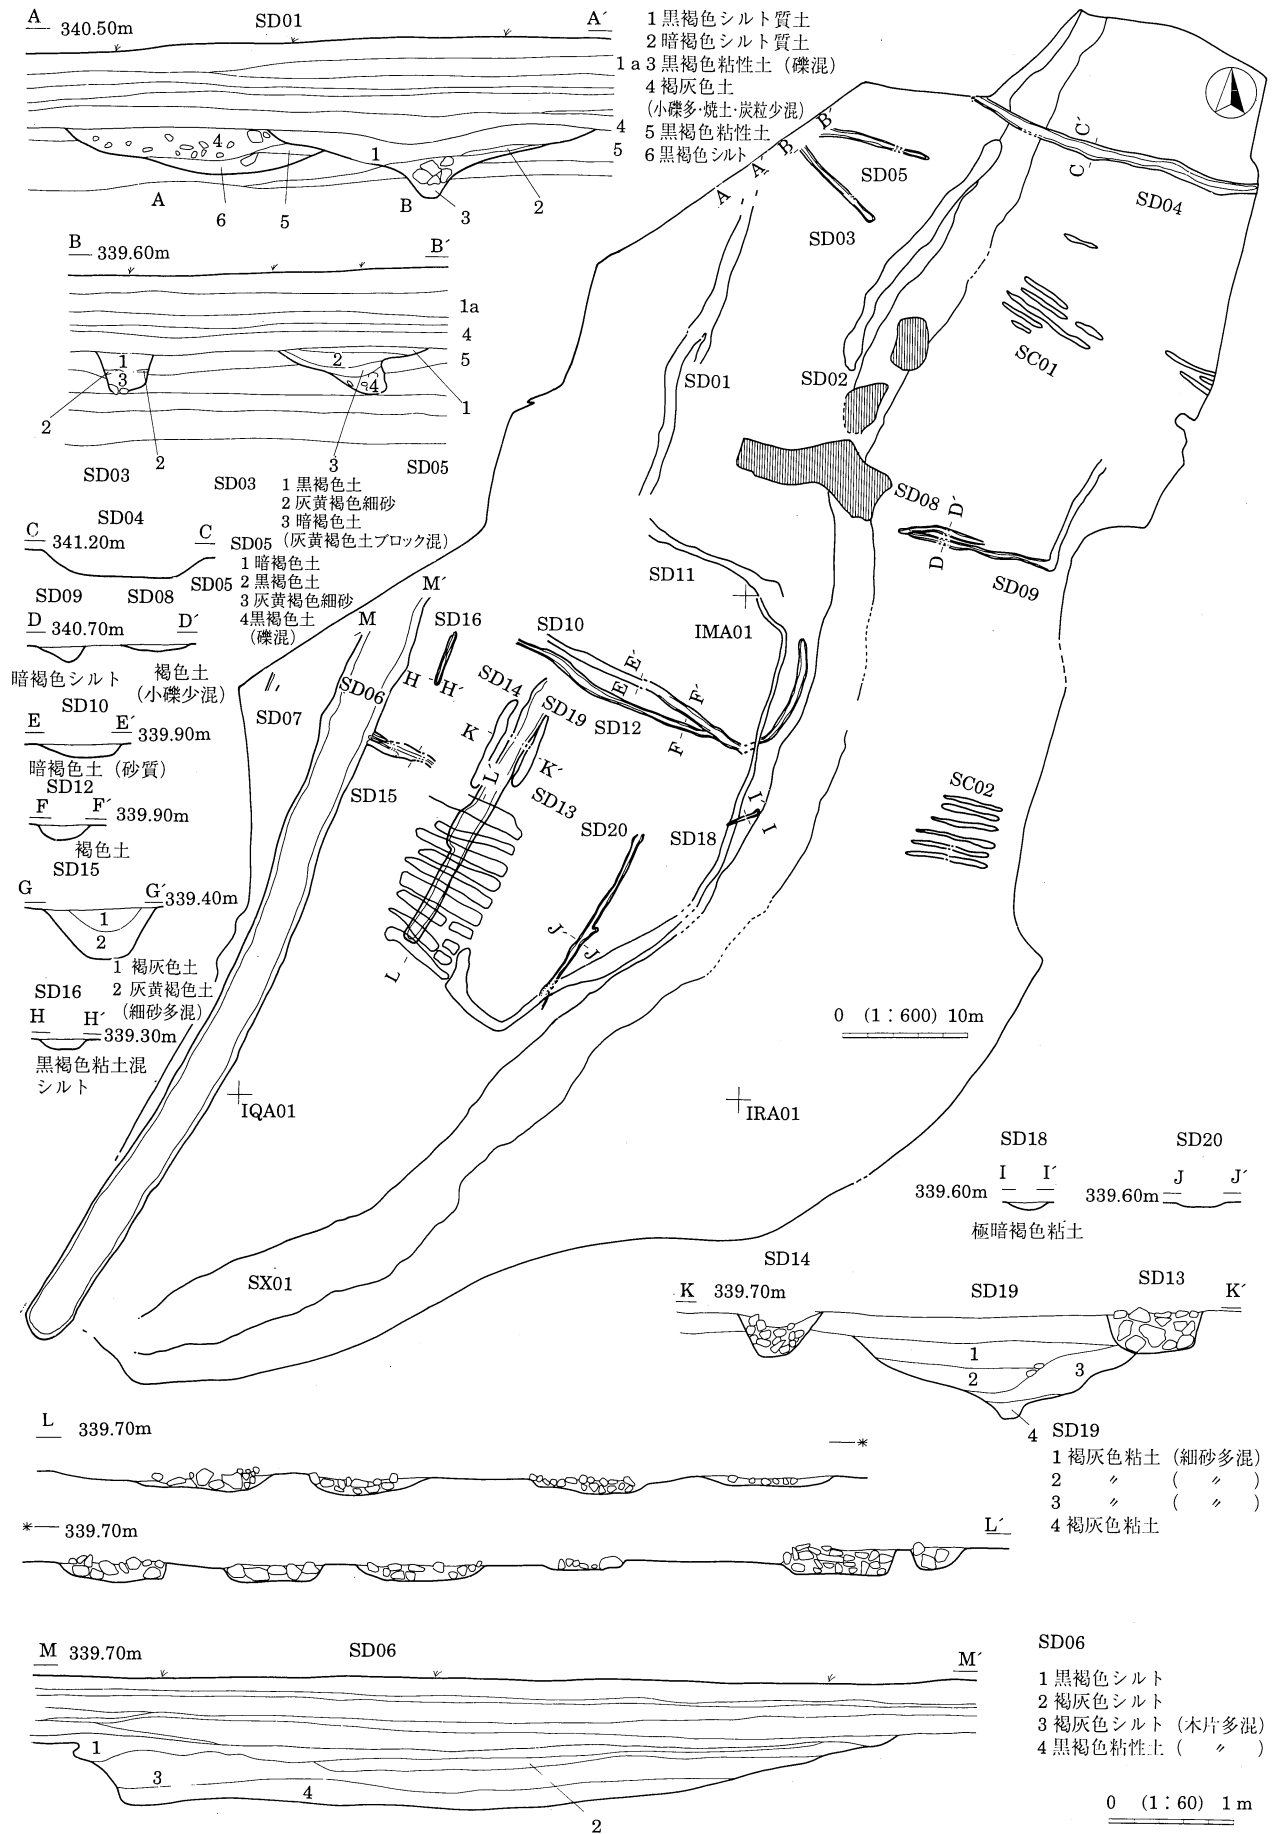 A 340.50m SD01 A´
1 黒褐色シルト質土
2 暗褐色シルト質土
3 黒褐色粘性土（礫混）
4 褐灰色土
（小礫多・焼土・炭粒少混）
5 黒褐色粘性土
6 黒褐色シルト
1a
4
5
4
1
A
B
6
5
3
2
B 339.60m B´
1a
4
5
1
2
3
4
2
2
3
1
SD03
SD05
SD03
1 黒褐色土
2 灰黄褐色細砂
3 暗褐色土
（灰黄褐色土ブロック混）
SD05
SD05
1 暗褐色土
2 黒褐色土
3 灰黄褐色細砂
4 黒褐色土
（礫混）
SD04
C 341.20m C
SD09 SD08
D 340.70m D´
暗褐色シルト
褐色土
（小礫少混）
SD10
E E´ 339.90m
暗褐色土（砂質）
SD12
F F´ 339.90m
褐色土
SD15
G G´ 339.40m
1
2
1 褐灰色土
2 灰黄褐色土
（細砂多混）
SD16
H H´ 339.30m
黒褐色粘土混
シルト
A A´
B B´
C C´
SD05
SD03
SD04
SC01
SD01
SD02
SD08
D D´
SD09
SD11
IMA01
M M´
SD16
SD10
E E´
F F´
H H´
SD14
SD19
SD12
SD06
SD07
K K´
L´
SD15
SD13
SD20
SD18
I I´
SC02
J J´
L
0 (1：600) 10m
IQA01
IRA01
SX01
SD18
I I´
339.60m
極暗褐色粘土
SD20
J J´
339.60m
SD14
K 339.70m SD19 SD13 K´
1
2
3
4
SD19
1 褐灰色粘土（細砂多混）
2 〃 （ 〃 ）
3 〃 （ 〃 ）
4 褐灰色粘土
L 339.70m *
* 339.70m L´
M 339.70m SD06 M´
1
3
4
2
SD06
1 黒褐色シルト
2 褐灰色シルト
3 褐灰色シルト（木片多混）
4 黒褐色粘性土（ 〃 ）
0 (1：60) 1m